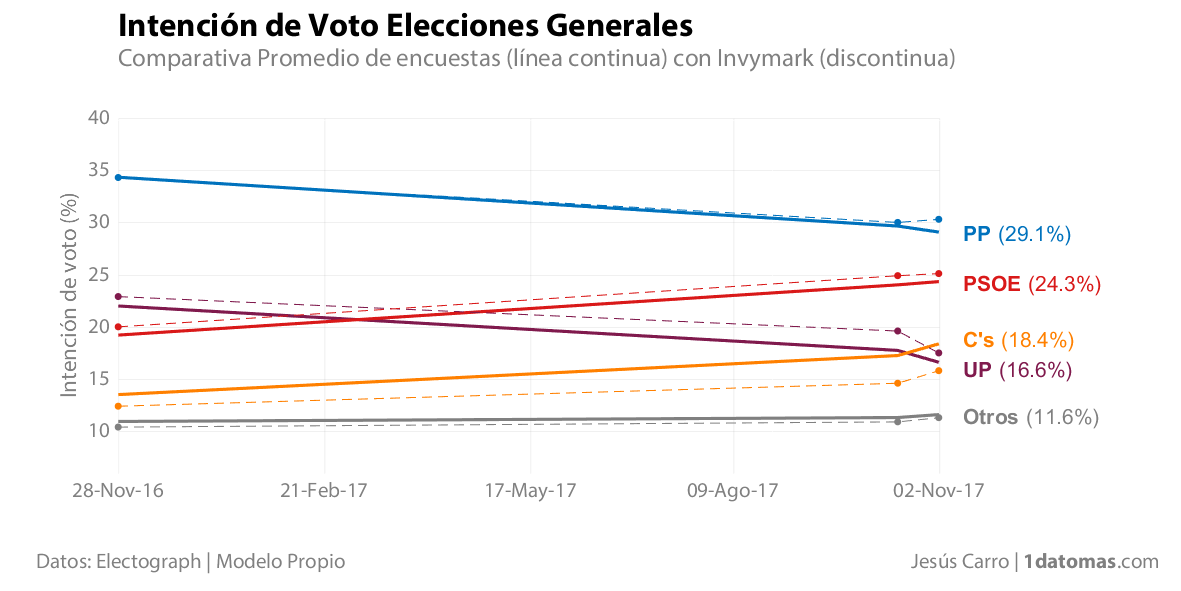 Intención de Voto Elecciones Generales
Comparativa Promedio de encuestas (línea continua) con Invymark (discontinua)
Intención de voto (%)
40
35
30
25
20
15
10
28-Nov-16
21-Feb-17
17-May-17
09-Ago-17
02-Nov-17
PP (29.1%)
PSOE (24.3%)
C's (18.4%)
UP (16.6%)
Otros (11.6%)
Datos: Electograph | Modelo Propio
Jesús Carro | 1datomas.com